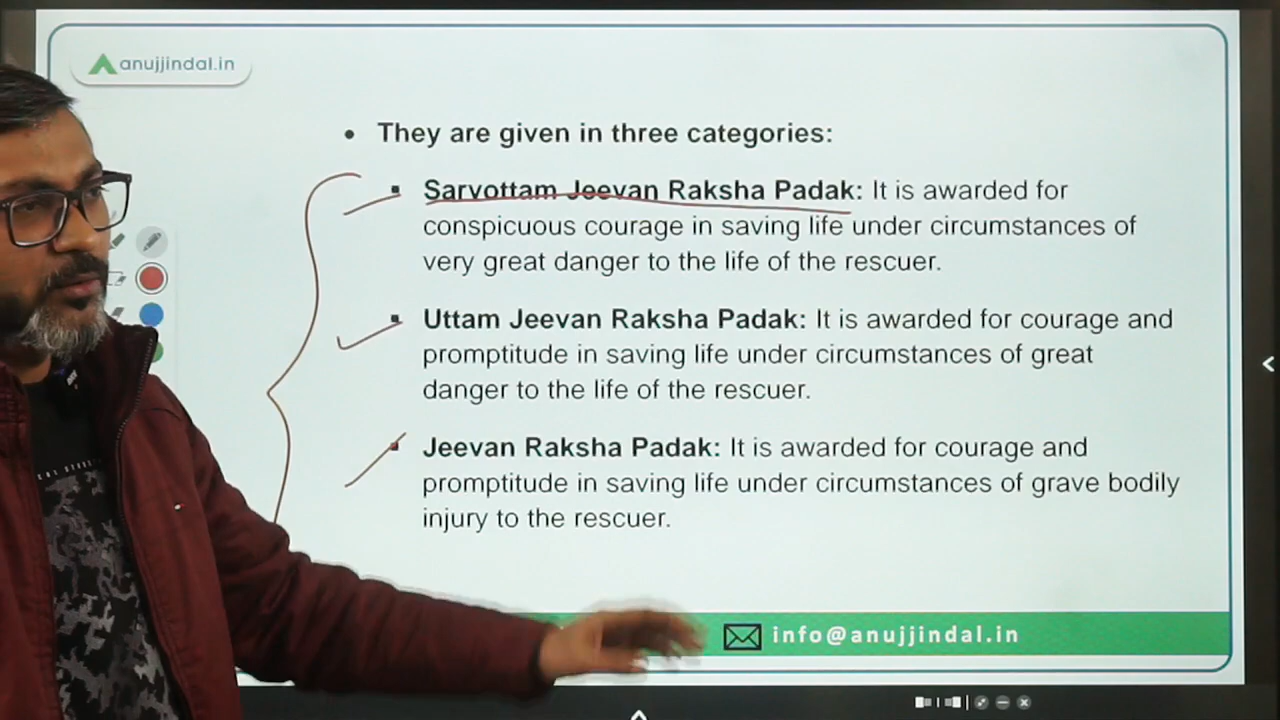 anujjindal.in
• They are given in three categories:
▪ Sarvottam Jeevan Raksha Padak: It is awarded for
conspicuous courage in saving life under circumstances of
very great danger to the life of the rescuer.
▪ Uttam Jeevan Raksha Padak: It is awarded for courage and
promptitude in saving life under circumstances of great
danger to the life of the rescuer.
▪ Jeevan Raksha Padak: It is awarded for courage and
promptitude in saving life under circumstances of grave bodily
injury to the rescuer.
info@anujjindal.in